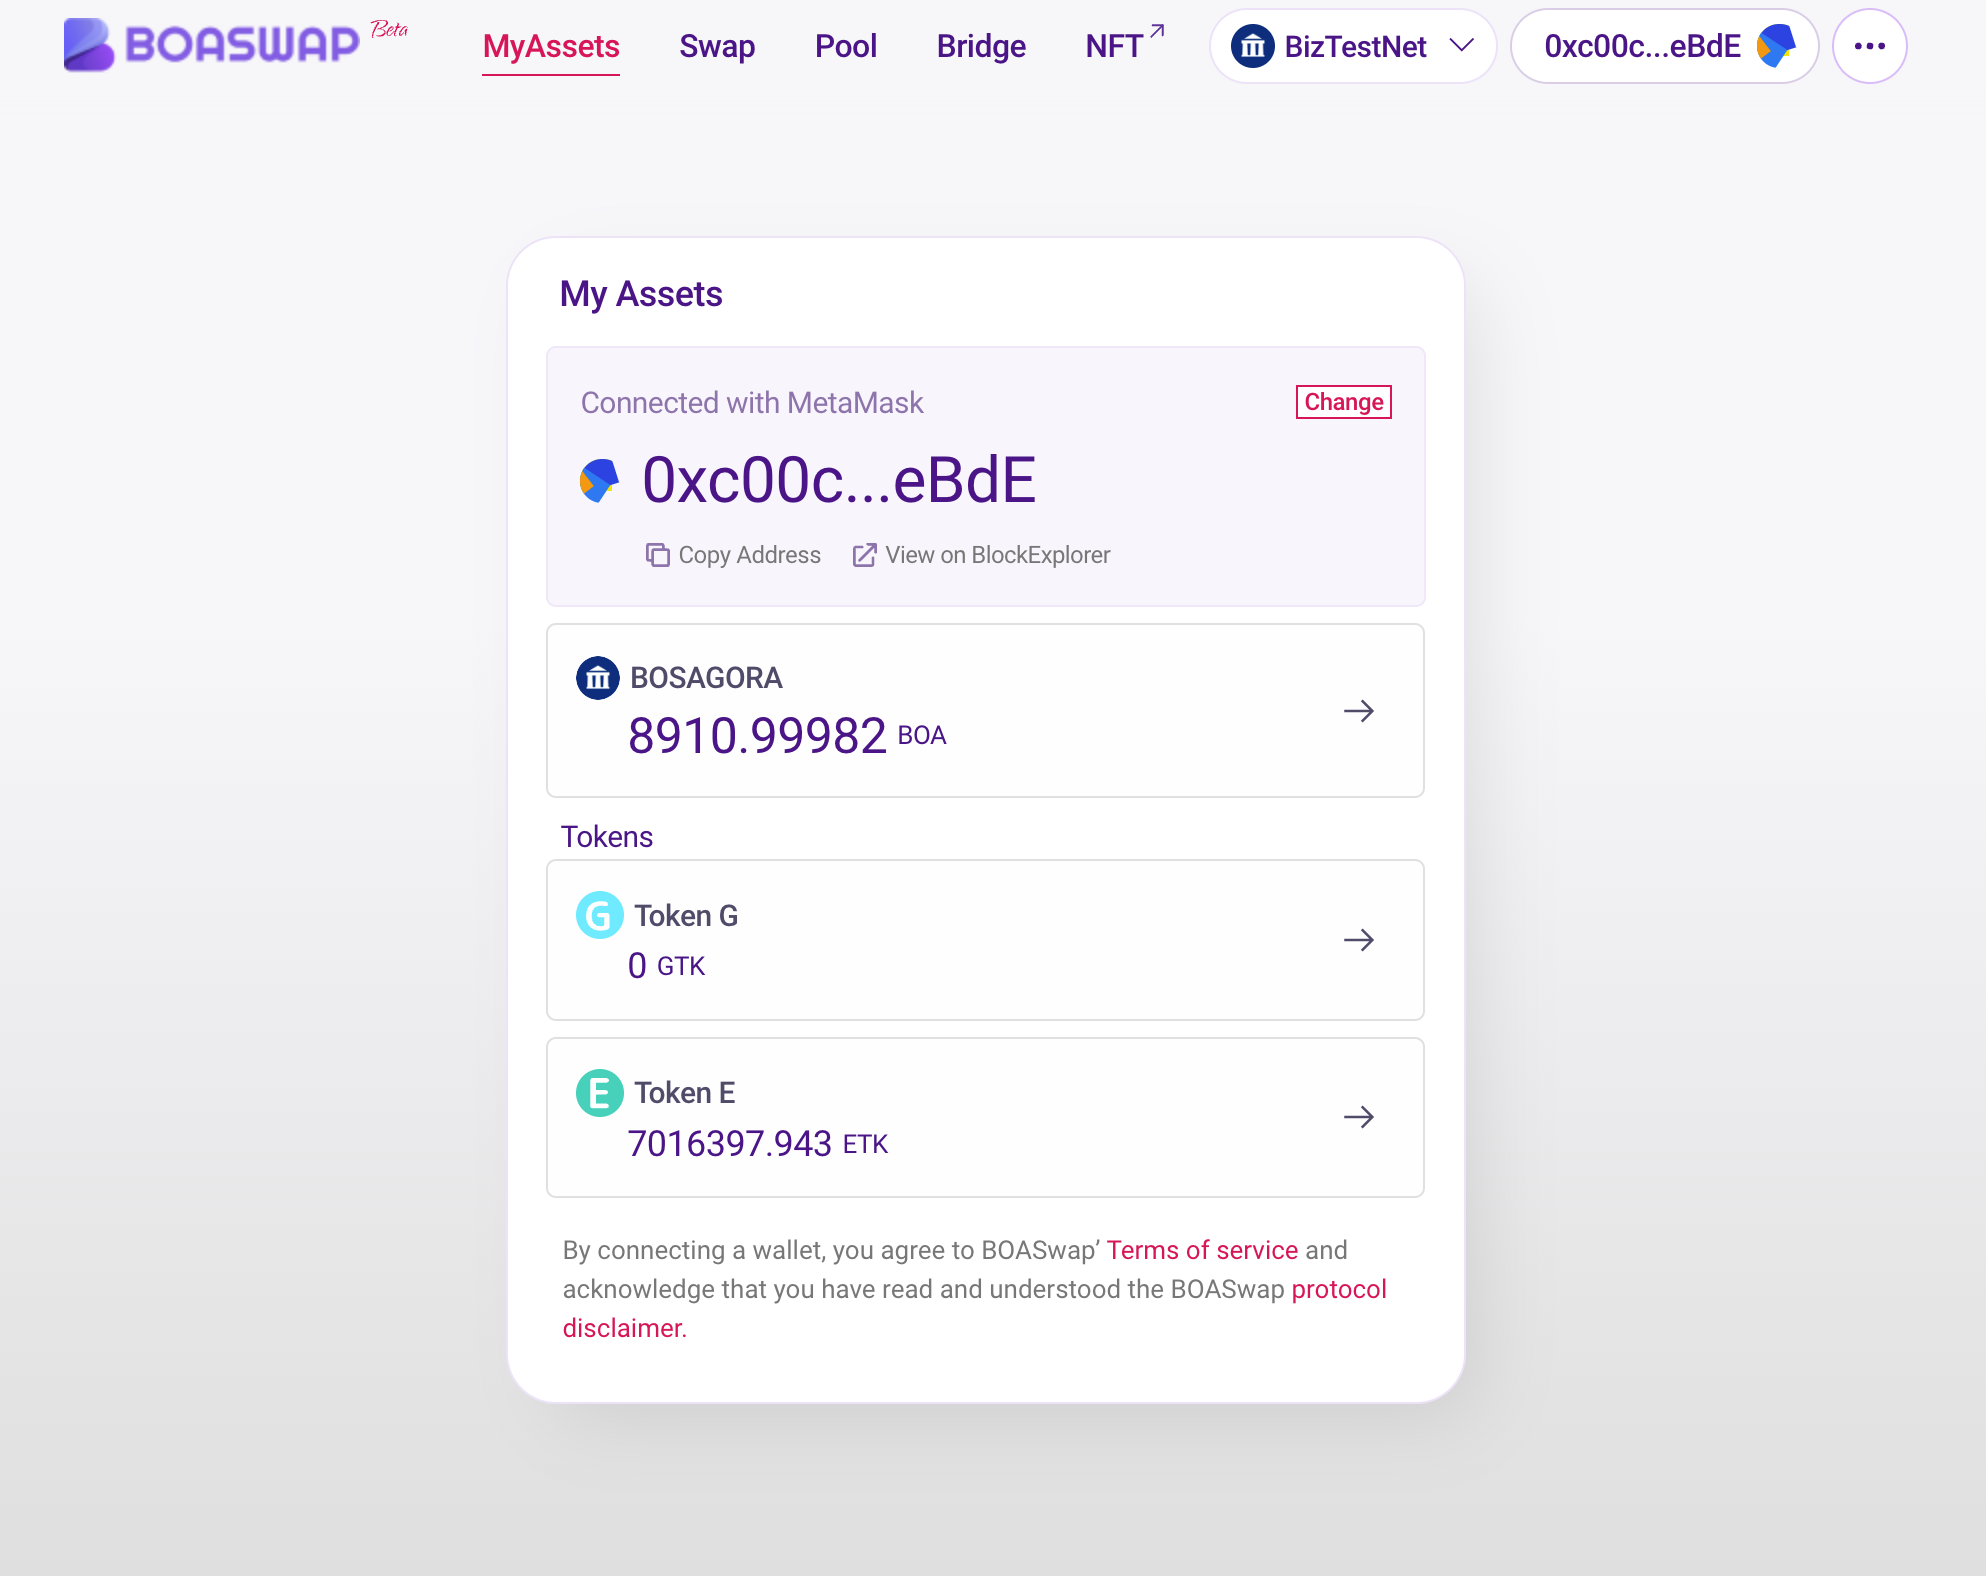 BOASWAP Beta
MyAssets Swap Pool Bridge NFT BizTestNet 0xc00c...eBdE
My Assets
Connected with MetaMask Change
0xc00c...eBdE
Copy Address View on BlockExplorer
BOSAGORA
8910.99982 BOA
Tokens
G Token G
0 GTK
E Token E
7016397.943 ETK
By connecting a wallet, you agree to BOASwap’ Terms of service and
acknowledge that you have read and understood the BOASwap protocol
disclaimer.